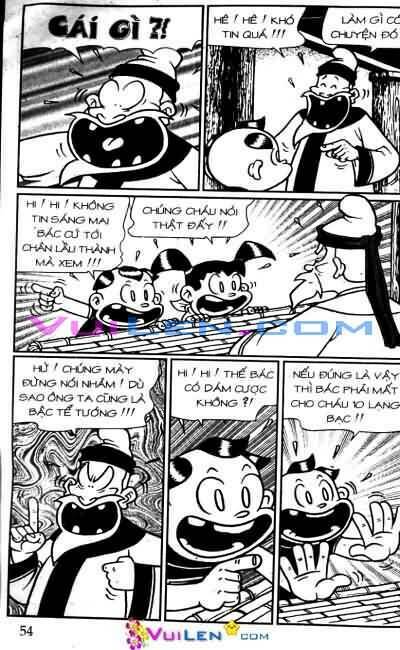 CÁI GÌ ?!
HÊ ! HÊ ! KHÓ
TIN QUÁ !!!
LÀM GÌ CÓ
CHUYỆN ĐÓ
HI ! HI ! KHÔNG
TIN SÁNG MAI
BÁC CỨ TỚI
CHÂN LẦU THÀNH
MÀ XEM !!!
CHÚNG CHÁU NÓI
THẬT ĐẤY !!
VUILEN.COM
HỪ ! CHÚNG MÀY
ĐỪNG NÓI NHẢM ! DÙ
SAO ÔNG TA CŨNG LÀ
BẬC TỂ TƯỚNG !!!
HI ! HI ! THẾ BÁC
CÓ DÁM CƯỢC
KHÔNG ?!
NẾU ĐÚNG LÀ VẬY
THÌ BÁC PHẢI MẤT
CHO CHÁU 10 LẠNG
BẠC !!
54
VUILEN.COM